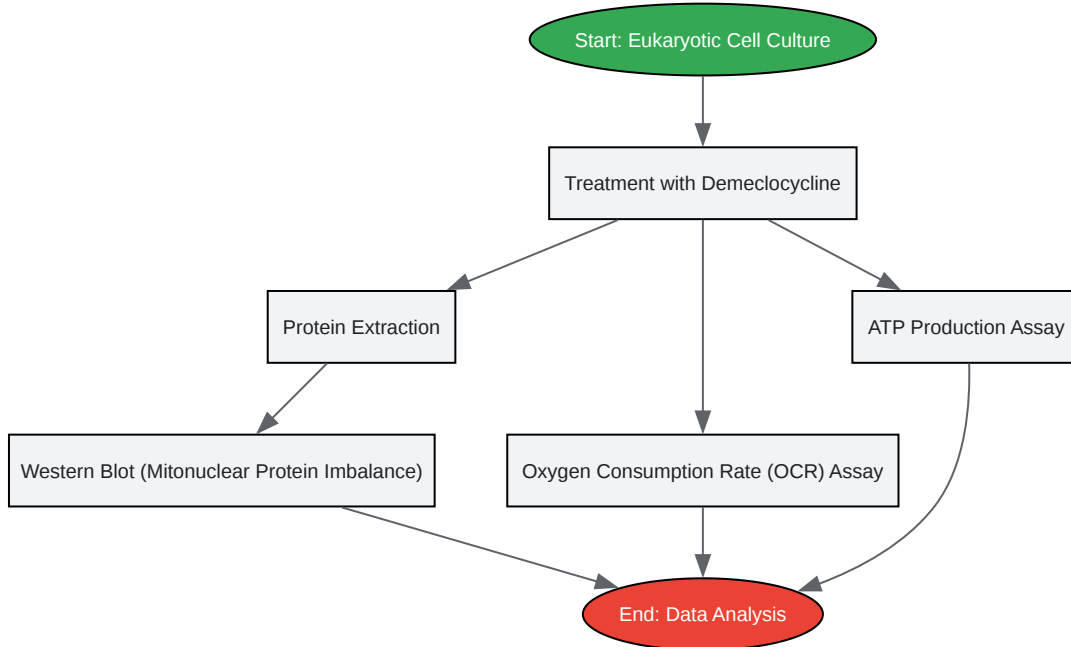 Start: Eukaryotic Cell Culture
Treatment with Demeclocycline
Protein Extraction
ATP Production Assay
Western Blot (Mitonuclear Protein Imbalance)
Oxygen Consumption Rate (OCR) Assay
End: Data Analysis